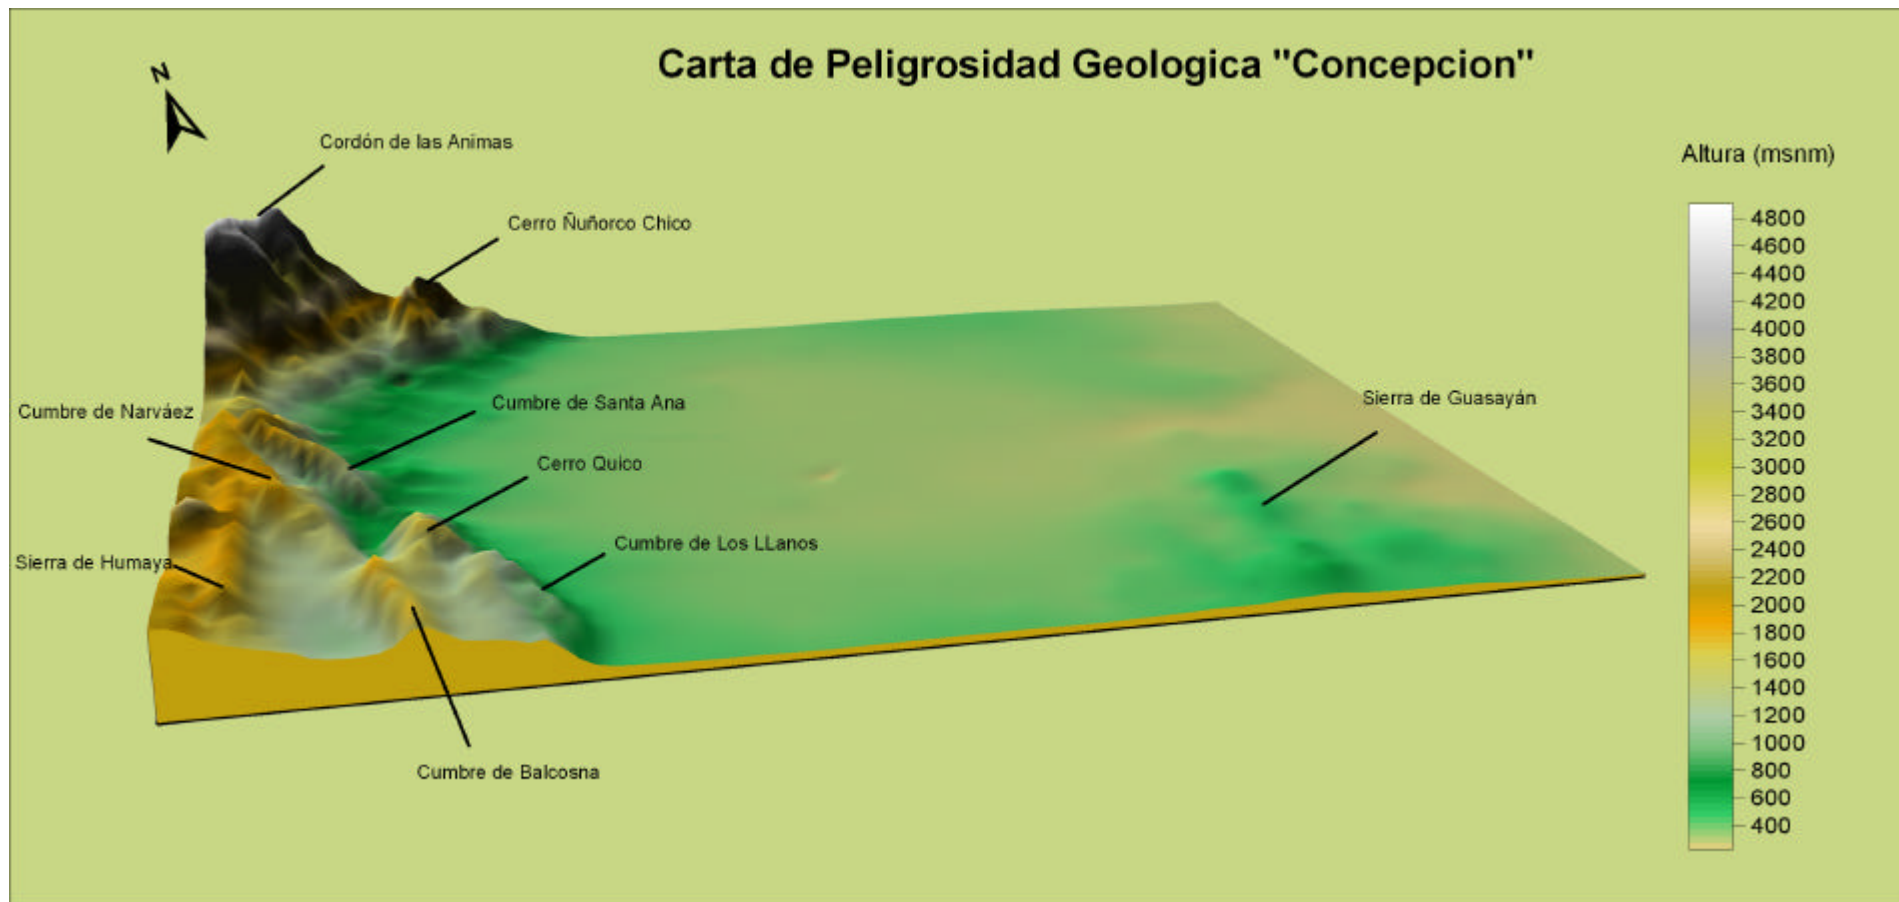 Carta de Peligrosidad Geologica "Concepcion"
N
Cordón de las Animas
Altura (msnm)
Cerro Ñuñorco Chico
Cumbre de Narváez
Cumbre de Santa Ana
Sierra de Guasayán
Cerro Quico
Cumbre de Los LLanos
Sierra de Humaya
Cumbre de Balcosna
4800
4600
4400
4200
4000
3800
3600
3400
3200
3000
2800
2600
2400
2200
2000
1800
1600
1400
1200
1000
800
600
400